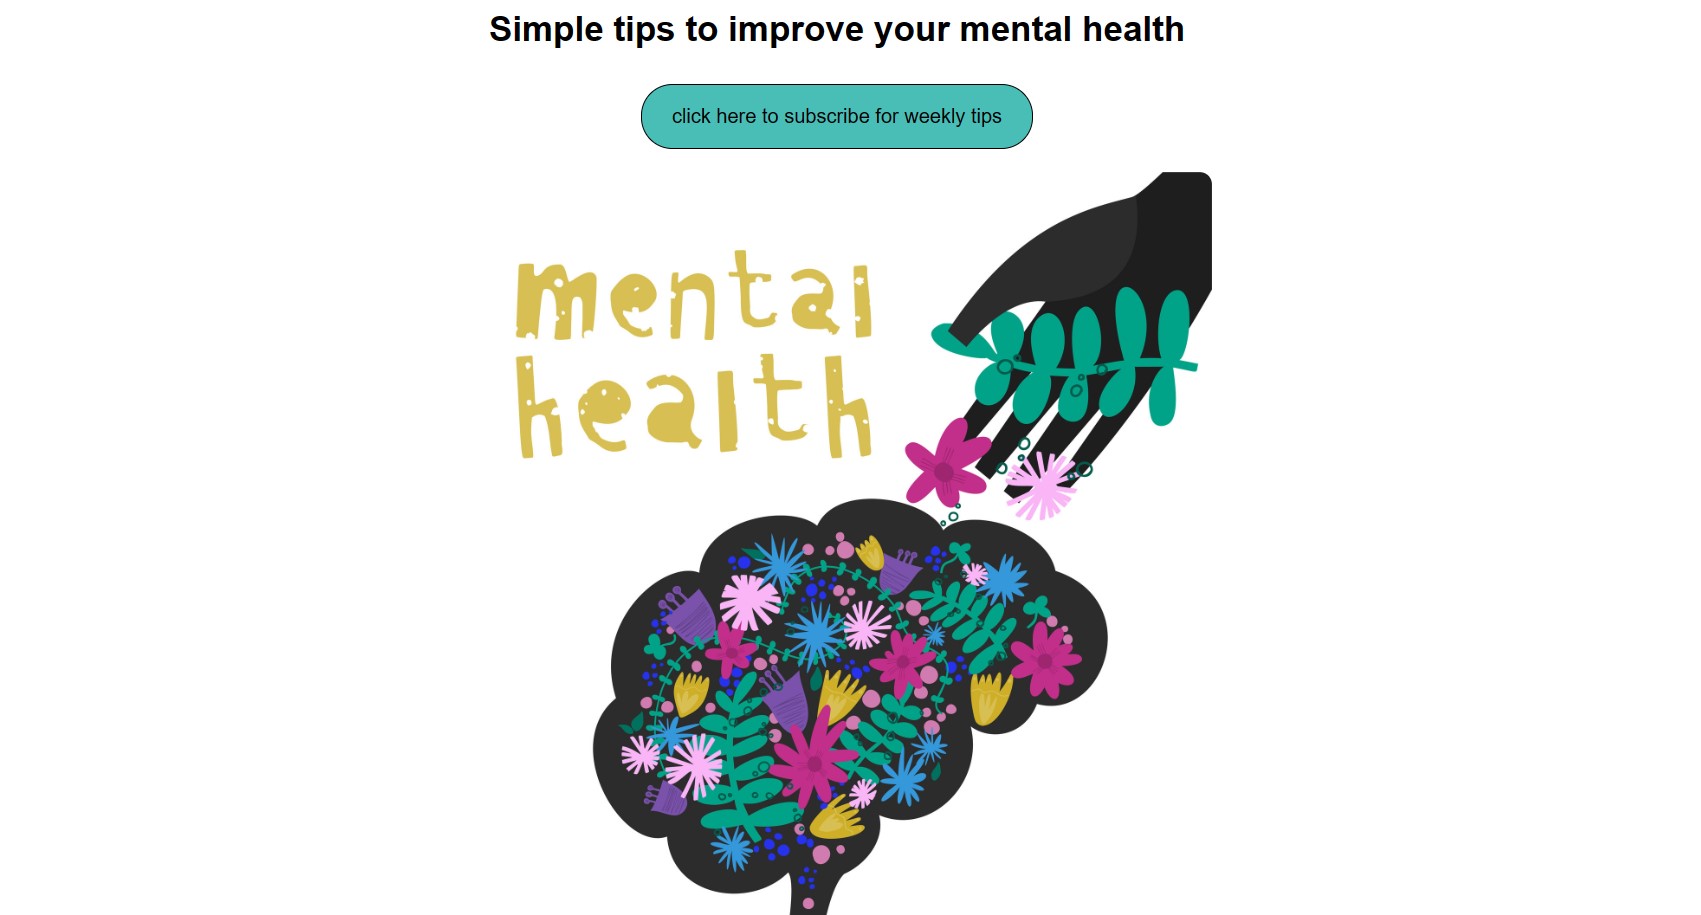 Simple tips to improve your mental health
click here to subscribe for weekly tips
mental
health